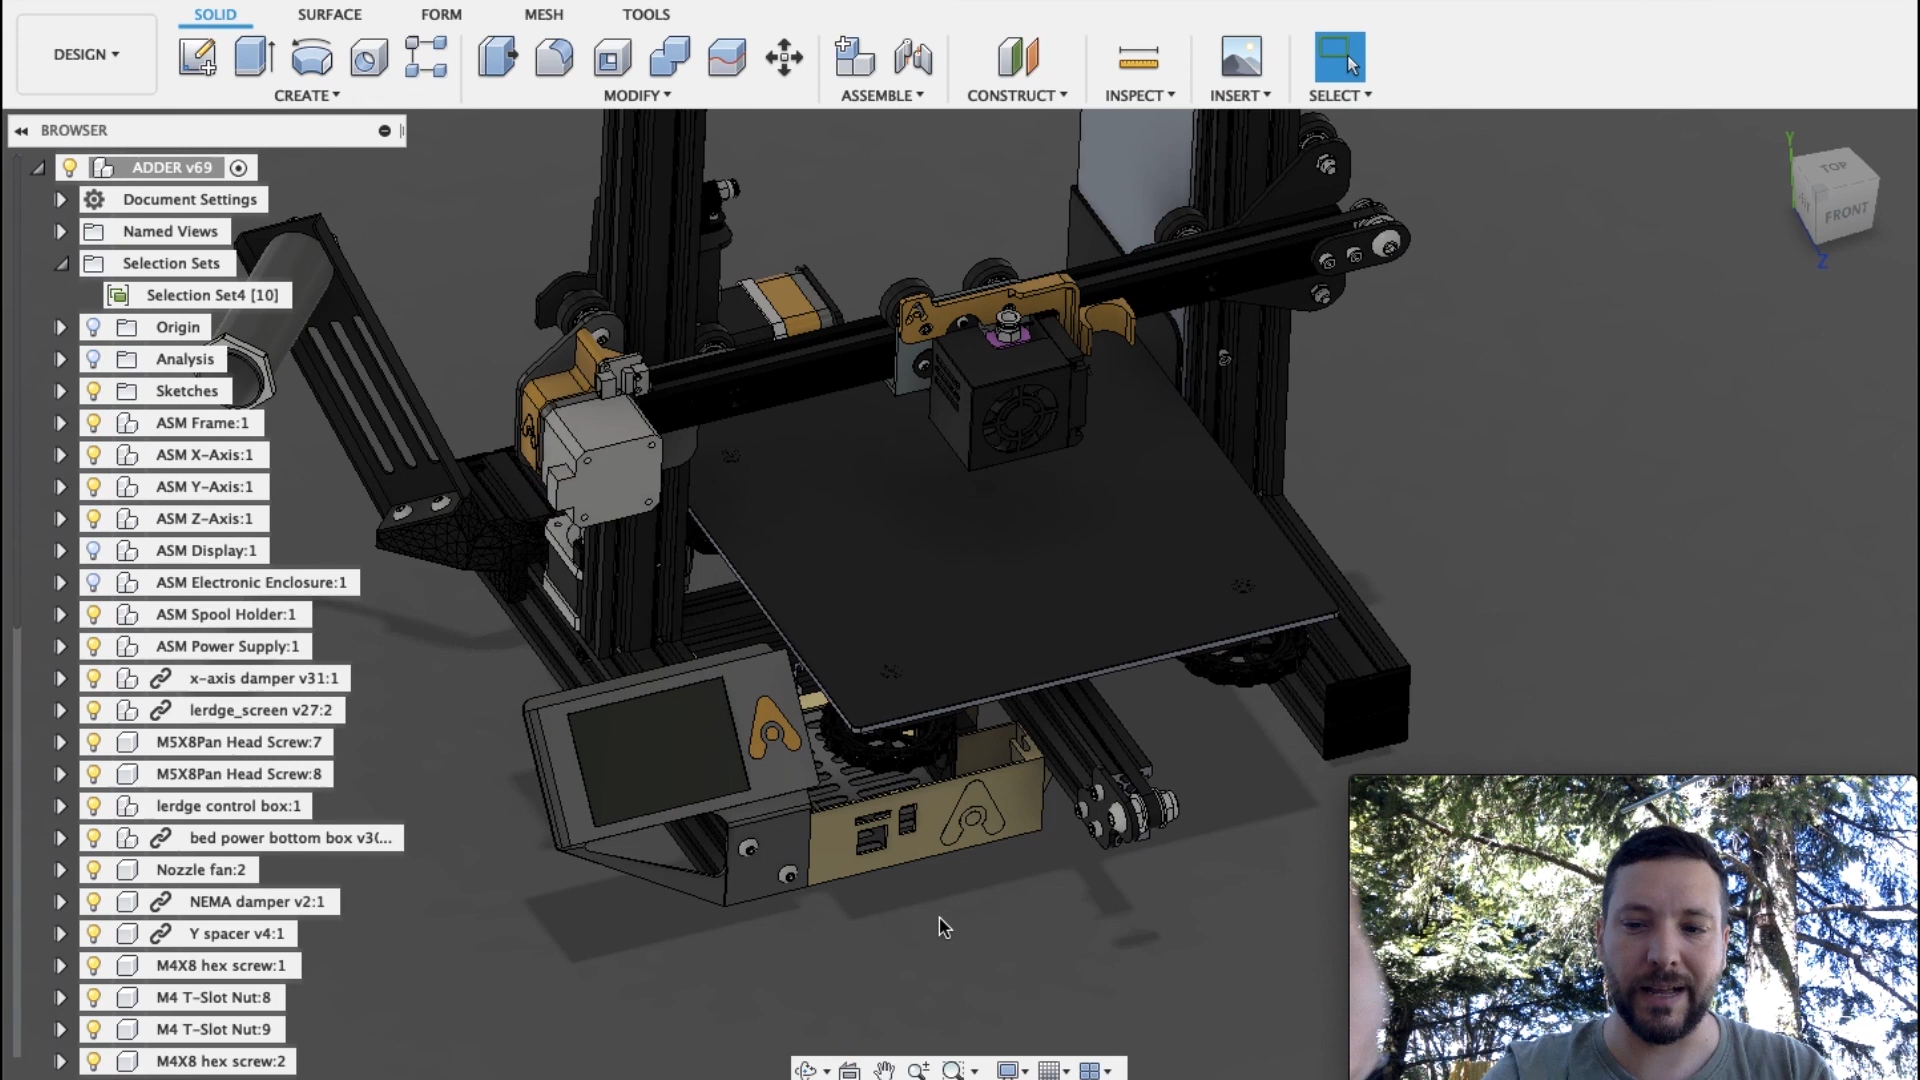 SOLID SURFACE FORM MESH TOOLS
DESIGN
CREATE MODIFY ASSEMBLE CONSTRUCT INSPECT INSERT SELECT
BROWSER
ADDER v69
Document Settings
Named Views
Selection Sets
Selection Set4 [10]
Origin
Analysis
Sketches
ASM Frame:1
ASM X-Axis:1
ASM Y-Axis:1
ASM Z-Axis:1
ASM Display:1
ASM Electronic Enclosure:1
ASM Spool Holder:1
ASM Power Supply:1
x-axis damper v31:1
lerdge_screen v27:2
M5X8Pan Head Screw:7
M5X8Pan Head Screw:8
lerdge control box:1
bed power bottom box v3(...
Nozzle fan:2
NEMA damper v2:1
Y spacer v4:1
M4X8 hex screw:1
M4 T-Slot Nut:8
M4 T-Slot Nut:9
M4X8 hex screw:2
Y
TOP
FRONT
Z